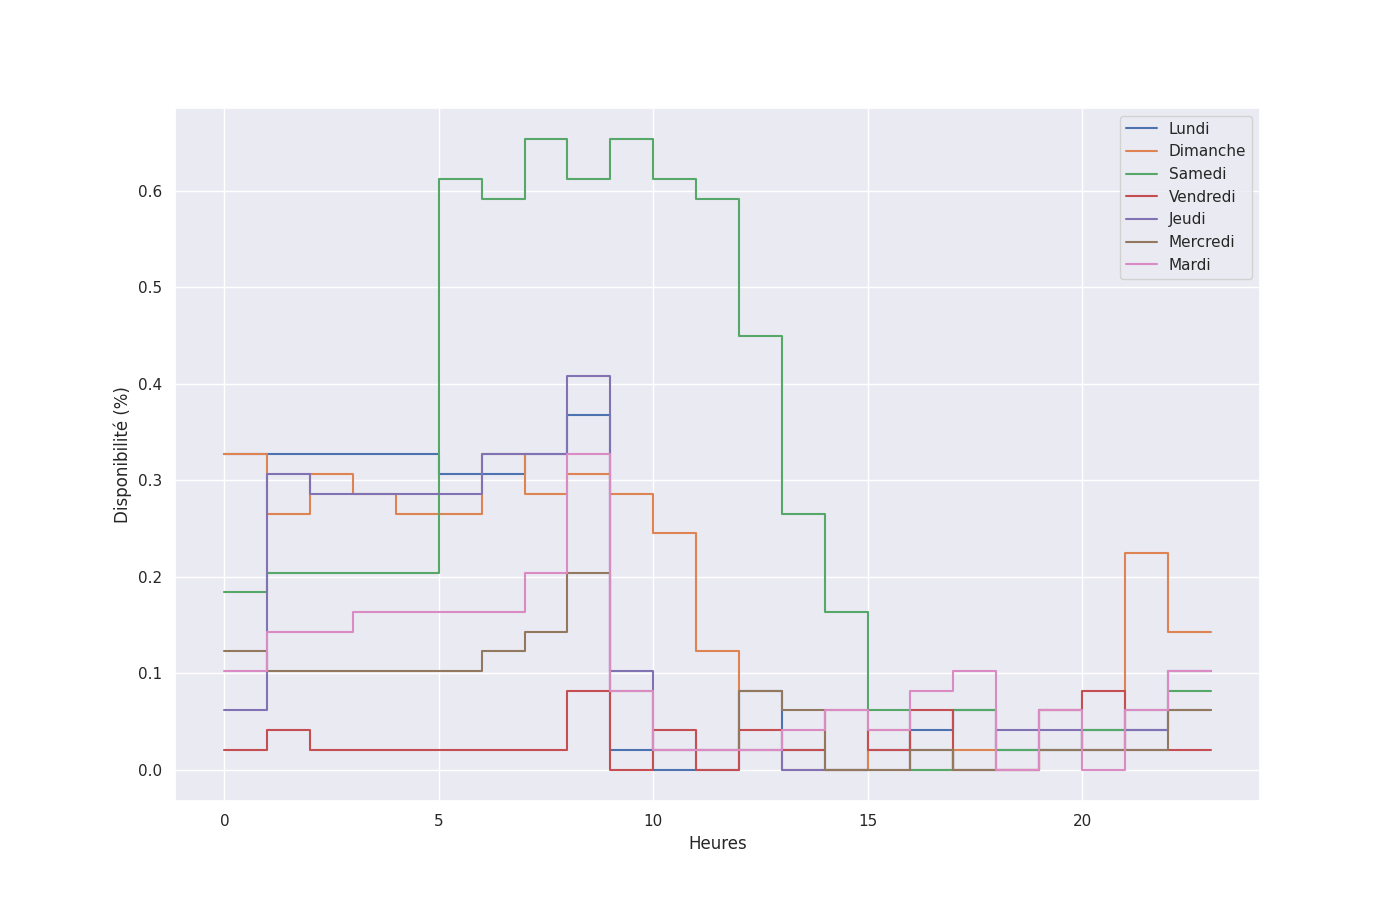 Lundi
Dimanche
Samedi
Vendredi
Jeudi
Mercredi
Mardi
Disponibilité (%)
0.6
0.5
0.4
0.3
0.2
0.1
0.0
0 5 10 15 20
Heures